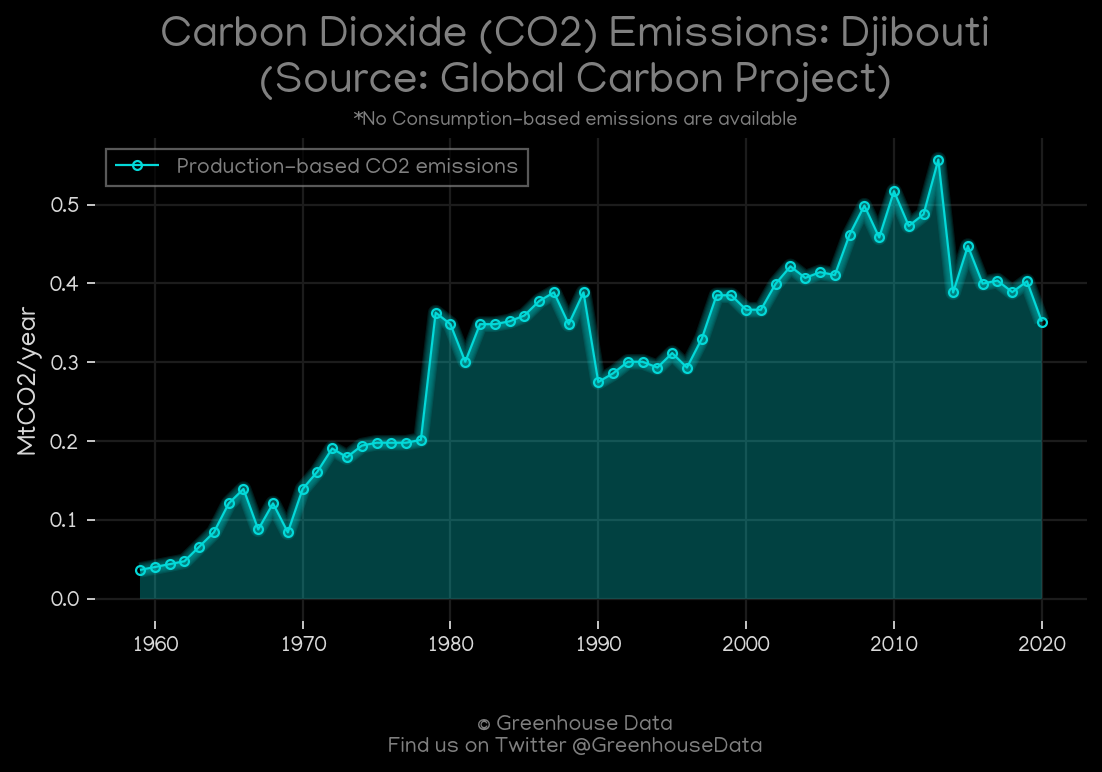 Carbon Dioxide (CO2) Emissions: Djibouti
(Source: Global Carbon Project)
*No Consumption-based emissions are available
Production-based CO2 emissions
MtCO2/year
0.5
0.4
0.3
0.2
0.1
0.0
1960 1970 1980 1990 2000 2010 2020
© Greenhouse Data
Find us on Twitter @GreenhouseData